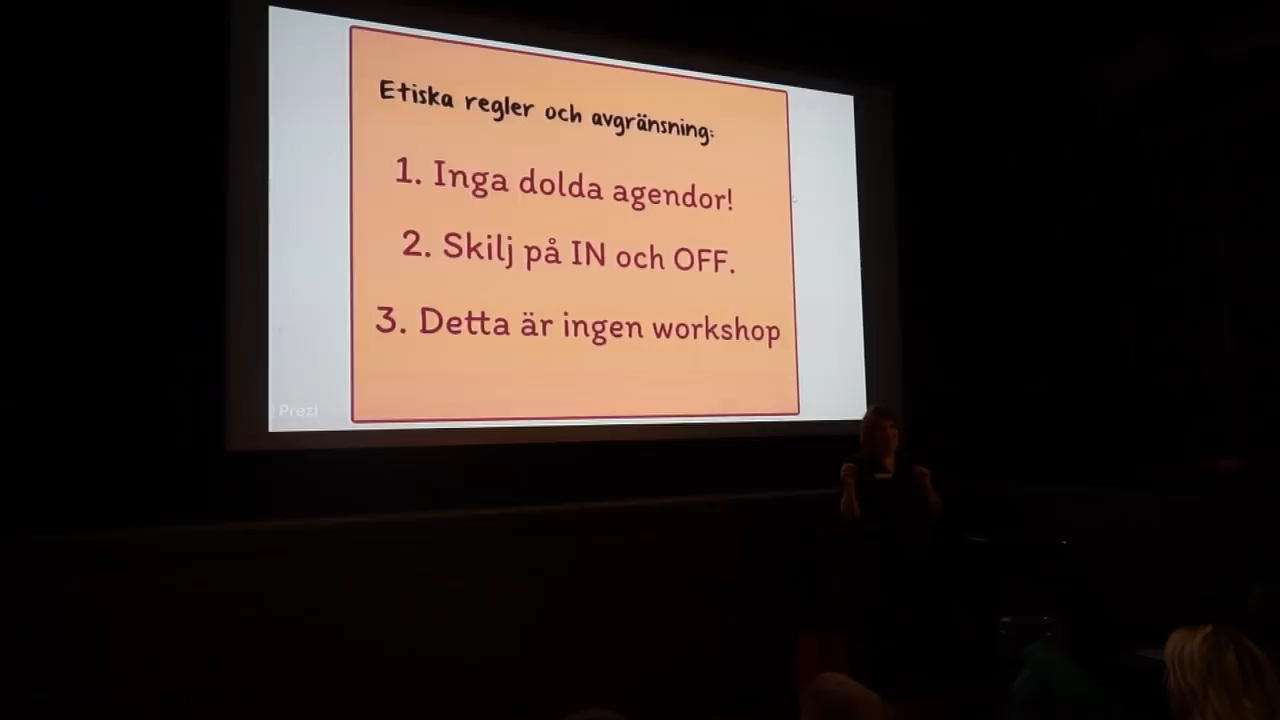 Etiska regler och avgränsning:
1. Inga dolda agendor!
2. Skilj på IN och OFF.
3. Detta är ingen workshop
Prezi